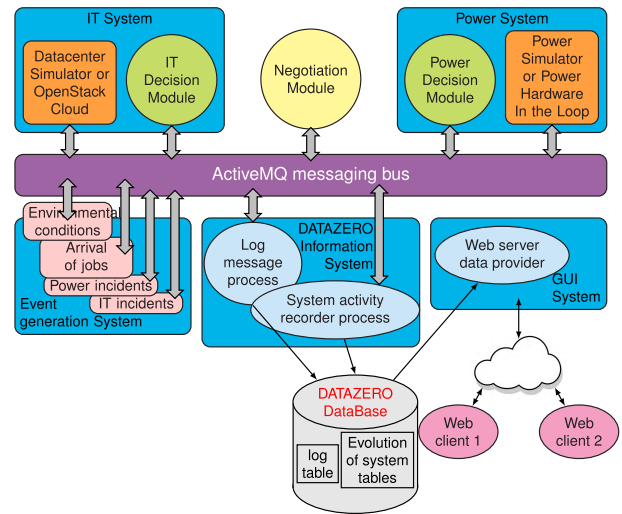 IT System
Power System
Datacenter
Simulator or
OpenStack
Cloud
IT
Decision
Module
Negotiation
Module
Power
Decision
Module
Power
Simulator
or Power
Hardware
In the Loop
ActiveMQ messaging bus
Environmental
conditions
Arrival
of jobs
Power incidents
IT incidents
Event
generation System
Log
message
process
DATAZERO
Information
System
System activity
recorder process
Web server
data provider
GUI
System
DATAZERO
DataBase
log
table
Evolution
of system
tables
Web
client 1
Web
client 2